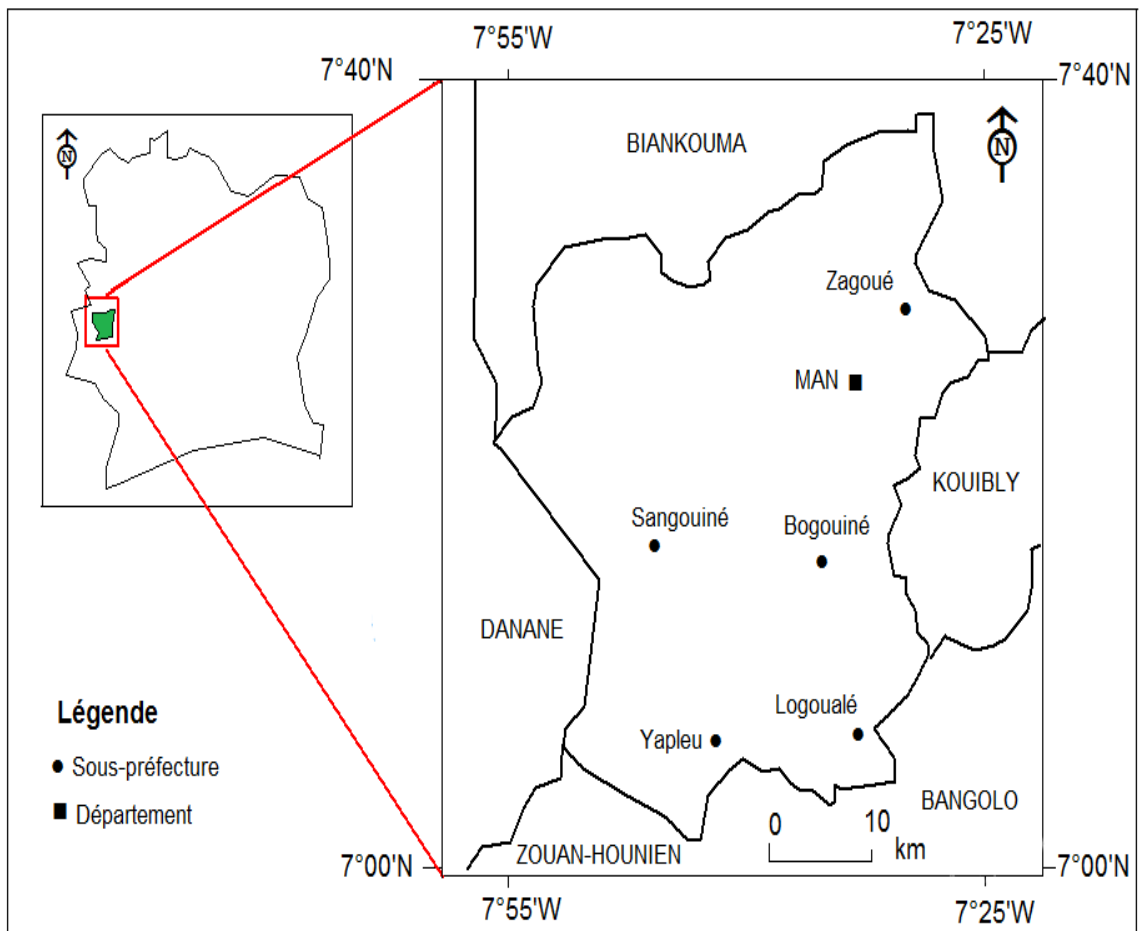 7°55'W
7°25'W
7°40'N
7°40'N
N
N
BIANKOUMA
Zagoué
MAN
KOUIBLY
Sangouiné
Bogouiné
DANANE
Logoualé
Yapleu
BANGOLO
0 10
km
ZOUAN-HOUNIEN
Légende
Sous-préfecture
Département
7°00'N
7°00'N
7°55'W
7°25'W